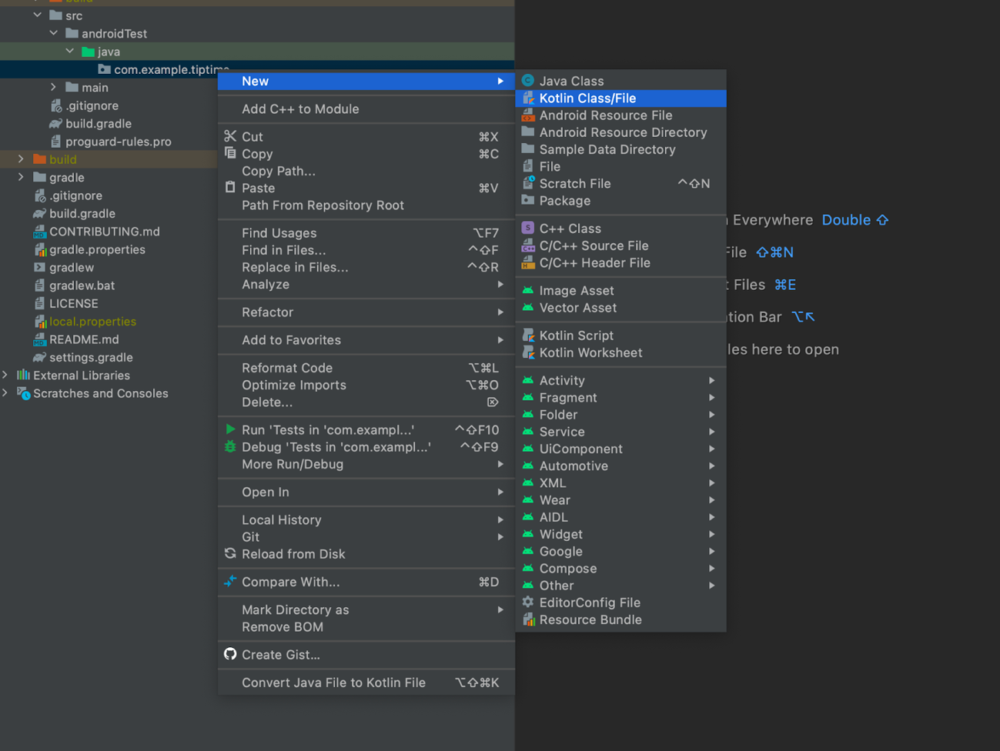 build
src
androidTest
java
com.example.tiptime
main
.gitignore
build.gradle
proguard-rules.pro
build
gradle
.gitignore
build.gradle
CONTRIBUTING.md
gradle.properties
gradlew
gradlew.bat
LICENSE
local.properties
README.md
settings.gradle
External Libraries
Scratches and Consoles
New
Add C++ to Module
Cut ⌘X
Copy ⌘C
Copy Path...
Paste ⌘V
Path From Repository Root
Find Usages ⌥F7
Find in Files... ^⇧F
Replace in Files... ^⇧R
Analyze
Refactor
Add to Favorites
Reformat Code ⌥⌘L
Optimize Imports ⌥⌘O
Delete... ⌦
Run 'Tests in 'com.exampl...' ^⇧F10
Debug 'Tests in 'com.exampl...' ^⇧F9
More Run/Debug
Open In
Local History
Git
Reload from Disk
Compare With... ⌘D
Mark Directory as
Remove BOM
Create Gist...
Convert Java File to Kotlin File ⌥⇧⌘K
Java Class
Kotlin Class/File
Android Resource File
Android Resource Directory
Sample Data Directory
File
Scratch File ^⇧N
Package
C++ Class
C/C++ Source File
C/C++ Header File
Image Asset
Vector Asset
Kotlin Script
Kotlin Worksheet
Activity
Fragment
Folder
Service
UiComponent
Automotive
XML
Wear
AIDL
Widget
Google
Compose
Other
EditorConfig File
Resource Bundle
Everywhere Double ⇧
File ⇧⌘N
t Files ⌘E
tion Bar ⌥↖
les here to open